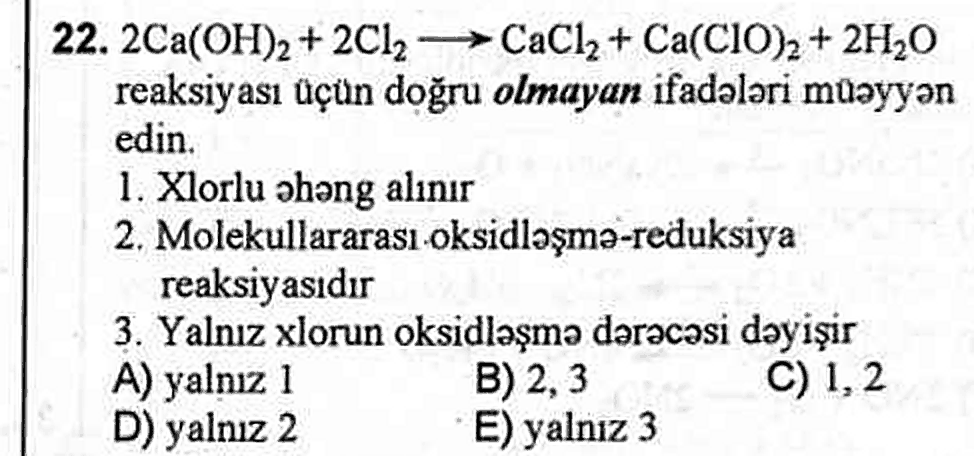 22. 2Ca(OH)₂ + 2Cl₂ ⟶ CaCl₂ + Ca(ClO)₂ + 2H₂O
reaksiyası üçün doğru olmayan ifadələri müəyyən
edin.
1. Xlorlu əhəng alınır
2. Molekullararası oksidləşmə-reduksiya
reaksiyasıdır
3. Yalnız xlorun oksidləşmə dərəcəsi dəyişir
A) yalnız 1 B) 2, 3 C) 1, 2
D) yalnız 2 E) yalnız 3